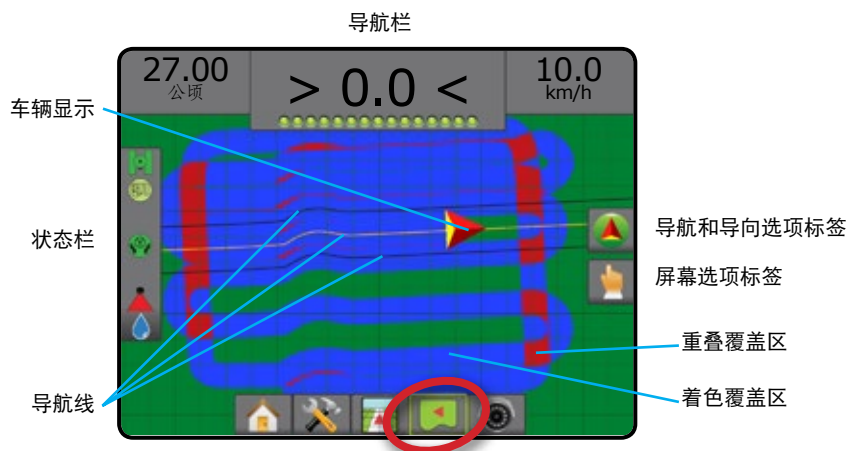 导航栏
27.00
公顷
> 0.0 <
10.0
km/h
车辆显示
状态栏
导航和导向选项标签
屏幕选项标签
重叠覆盖区
着色覆盖区
导航线